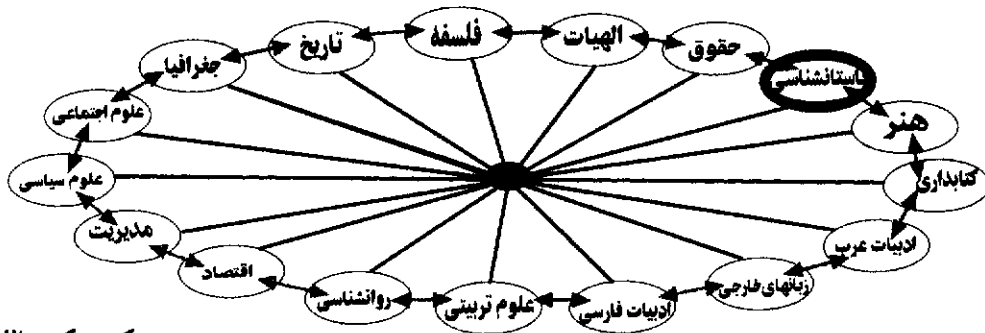 فلسفه
الهیات
تاریخ
حقوق
جغرافیا
باستانشناسی
علوم اجتماعی
هنر
علوم سیاسی
کتابداری
مدیریت
ادبیات عرب
اقتصاد
زبانهای خارجی
روانشناسی
علوم تربیتی
ادبیات فارسی